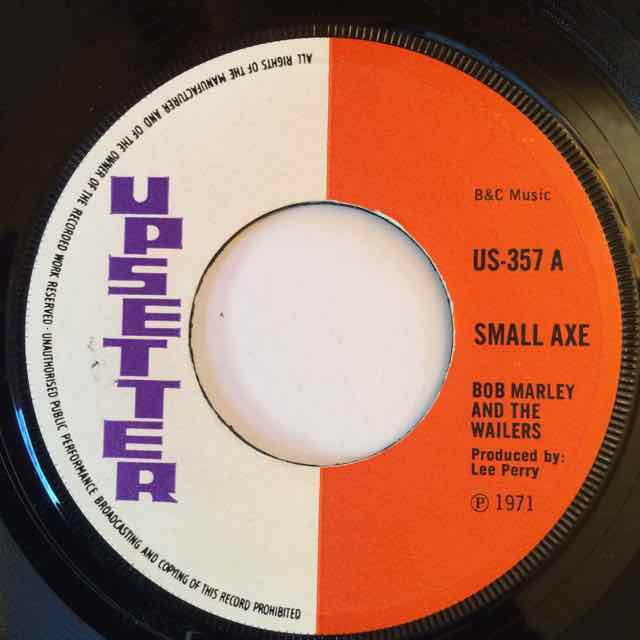 ALL RIGHTS OF THE MANUFACTURER AND OF THE OWNER OF THE RECORDED WORK RESERVED · UNAUTHORISED PUBLIC PERFORMANCE BROADCASTING AND COPYING OF THIS RECORD PROHIBITED
UPSETTER
B&C Music
US-357 A
SMALL AXE
BOB MARLEY
AND THE
WAILERS
Produced by:
Lee Perry
℗ 1971